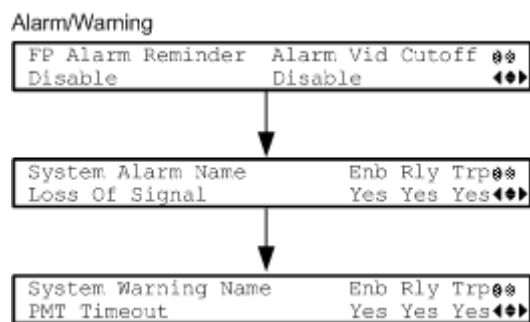 Alarm/Warning
FP Alarm Reminder Alarm Vid Cutoff
Disable Disable
System Alarm Name Enb Rly Trp
Loss Of Signal Yes Yes Yes
System Warning Name Enb Rly Trp
PMT Timeout Yes Yes Yes